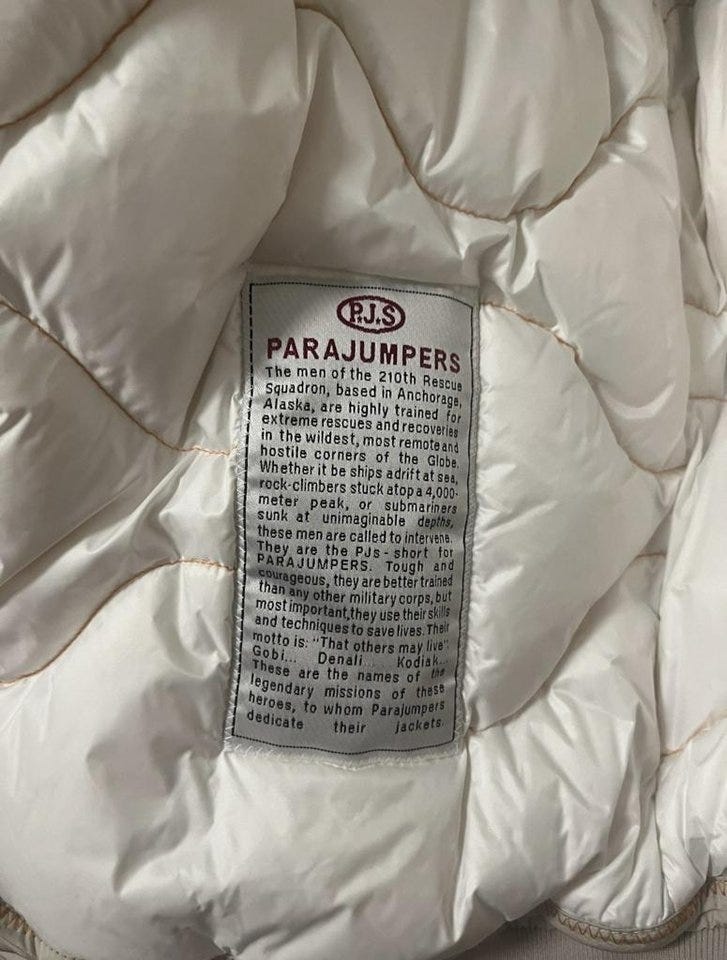 P.J.S
PARAJUMPERS
The men of the 210th Rescue
Squadron, based in Anchorage,
Alaska, are highly trained for
extreme rescues and recoveries
in the wildest, most remote and
hostile corners of the Globe.
Whether it be ships adrift at sea,
rock-climbers stuck atop a 4,000-
meter peak, or submariners
sunk at unimaginable depths,
these men are called to intervene.
They are the PJs - short for
PARAJUMPERS. Tough and
courageous, they are better trained
than any other military corps, but
most important,they use their skills
and techniques to save lives. Their
motto is: "That others may live".
Gobi... Denali... Kodiak...
These are the names of the
legendary missions of these
heroes, to whom Parajumpers
dedicate their jackets.